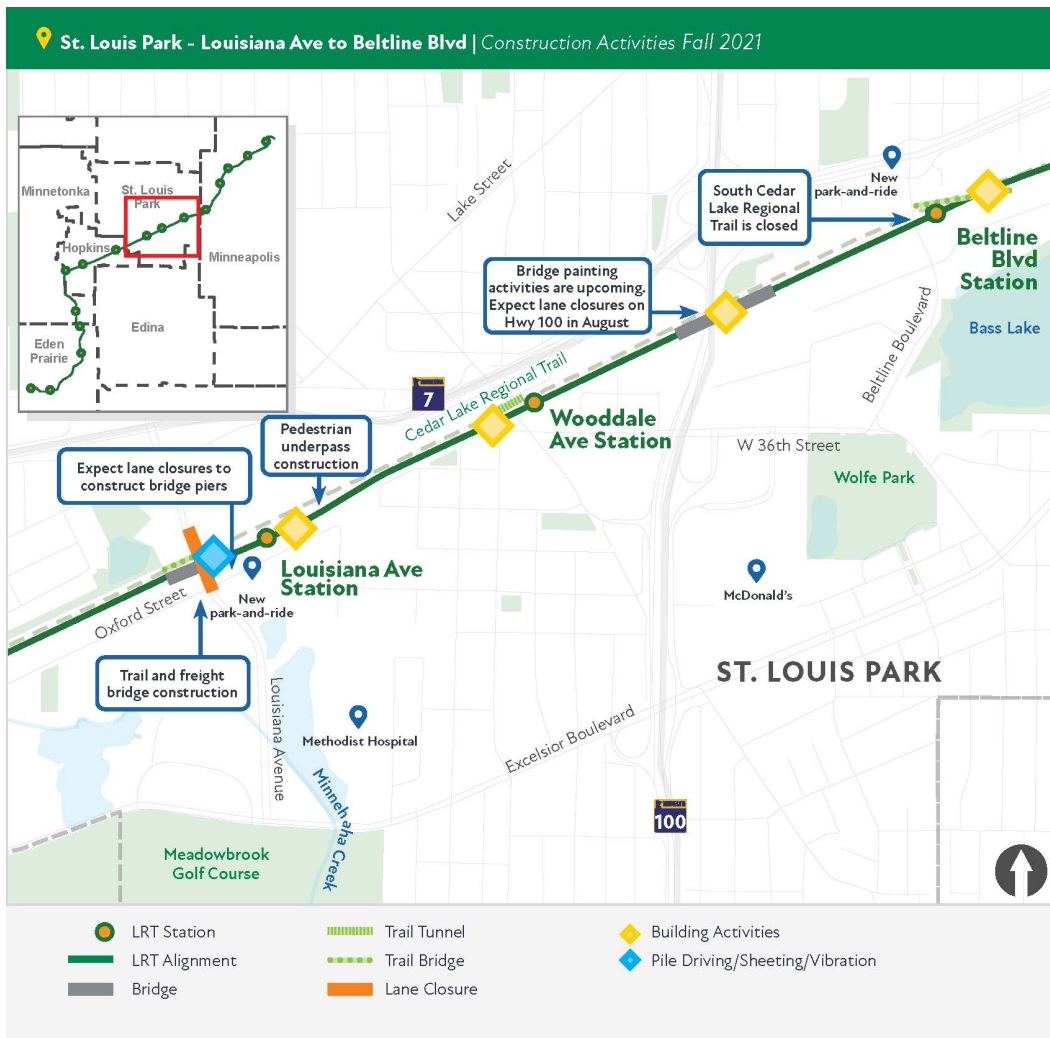 St. Louis Park - Louisiana Ave to Beltline Blvd | Construction Activities Fall 2021
Minnetonka
St. Louis
Park
Hopkins
Minneapolis
Edina
Eden
Prairie
Lake Street
New
park-and-ride
South Cedar
Lake Regional
Trail is closed
Beltline
Blvd
Station
Bridge painting
activities are upcoming.
Expect lane closures on
Hwy 100 in August
Beltline Boulevard
Bass Lake
7
Cedar Lake Regional Trail
Wooddale
Ave Station
W 36th Street
Wolfe Park
Pedestrian
underpass
construction
Expect lane closures to
construct bridge piers
Louisiana Ave
Station
New
park-and-ride
Oxford Street
McDonald's
Trail and freight
bridge construction
ST. LOUIS PARK
Louisiana Avenue
Methodist Hospital
Excelsior Boulevard
Minnehaha Creek
100
Meadowbrook
Golf Course
LRT Station
LRT Alignment
Bridge
Trail Tunnel
Trail Bridge
Lane Closure
Building Activities
Pile Driving/Sheeting/Vibration